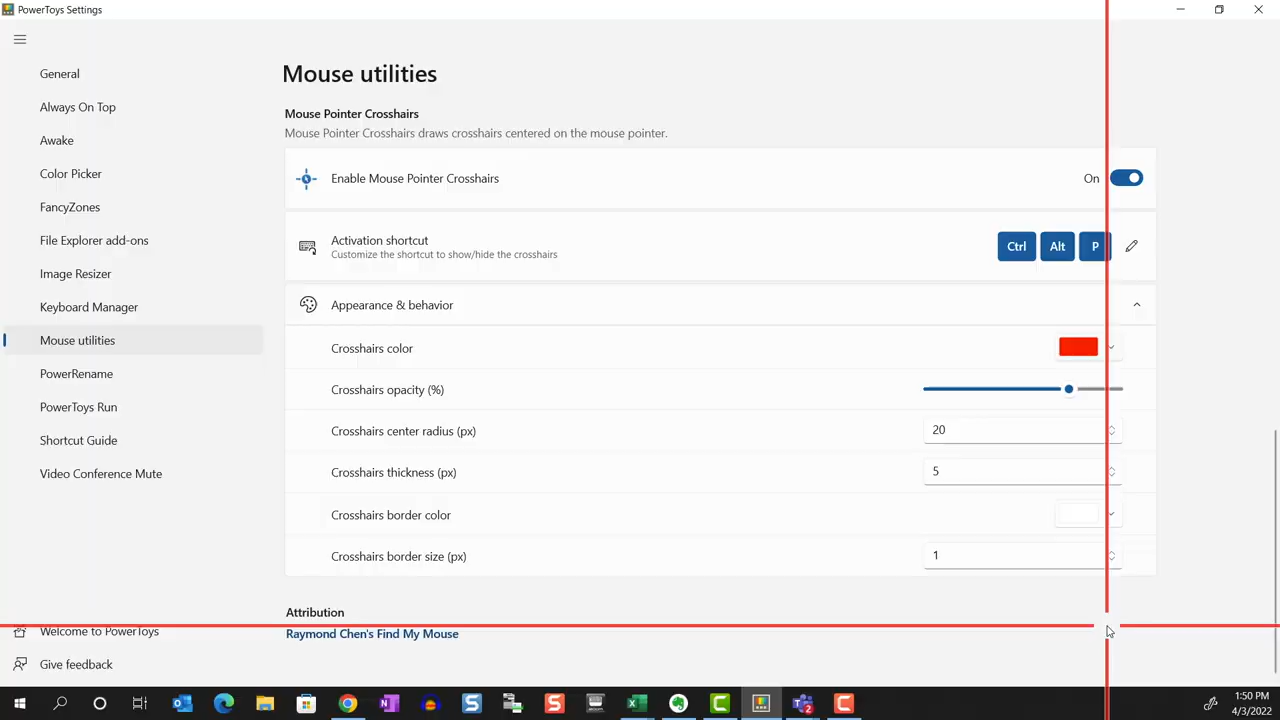 PowerToys Settings
General
Always On Top
Awake
Color Picker
FancyZones
File Explorer add-ons
Image Resizer
Keyboard Manager
Mouse utilities
PowerRename
PowerToys Run
Shortcut Guide
Video Conference Mute
Welcome to PowerToys
Give feedback
Mouse utilities
Mouse Pointer Crosshairs
Mouse Pointer Crosshairs draws crosshairs centered on the mouse pointer.
Enable Mouse Pointer Crosshairs
On
Activation shortcut
Customize the shortcut to show/hide the crosshairs
Ctrl Alt P
Appearance & behavior
Crosshairs color
Crosshairs opacity (%)
Crosshairs center radius (px)
20
Crosshairs thickness (px)
5
Crosshairs border color
Crosshairs border size (px)
1
Attribution
Raymond Chen's Find My Mouse
1:50 PM
4/3/2022